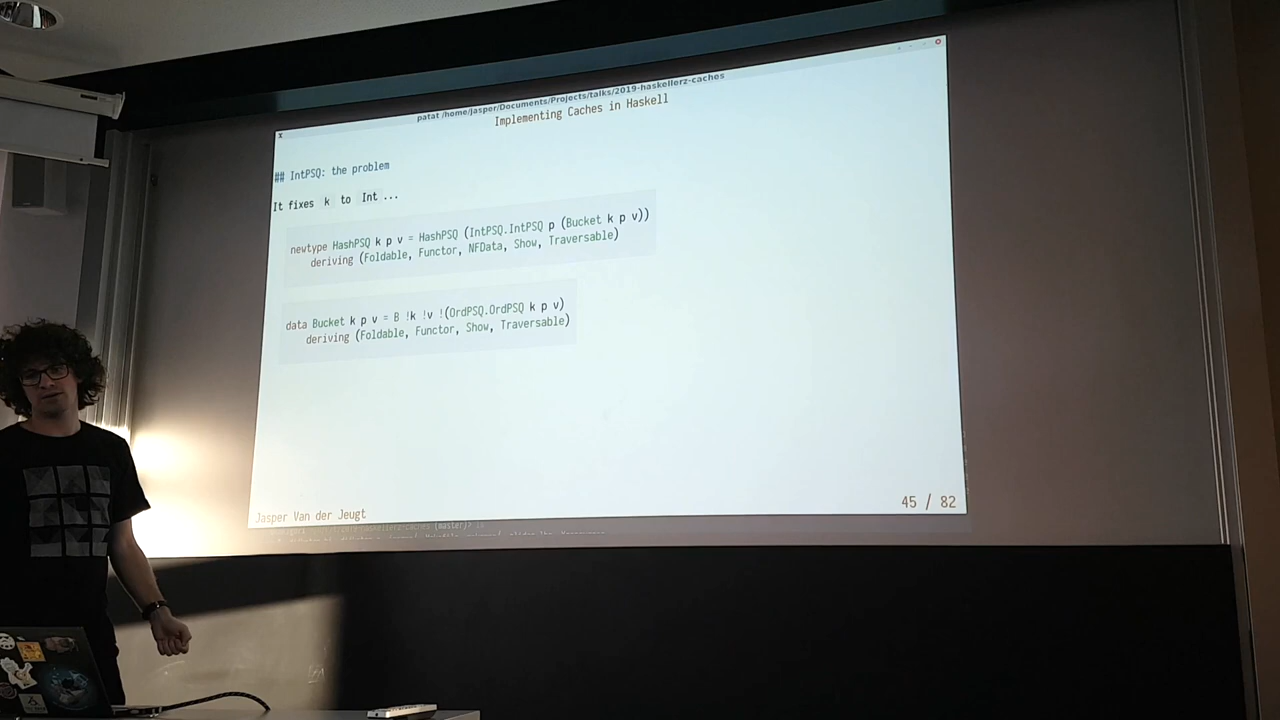 patat /home/jasper/Documents/Projects/talks/2019-haskellerz-caches
Implementing Caches in Haskell
## IntPSQ: the problem
It fixes k to Int ...
newtype HashPSQ k p v = HashPSQ (IntPSQ.IntPSQ p (Bucket k p v))
deriving (Foldable, Functor, NFData, Show, Traversable)
data Bucket k p v = B !k !v !(OrdPSQ.OrdPSQ k p v)
deriving (Foldable, Functor, Show, Traversable)
Jasper Van der Jeugt
45 / 82